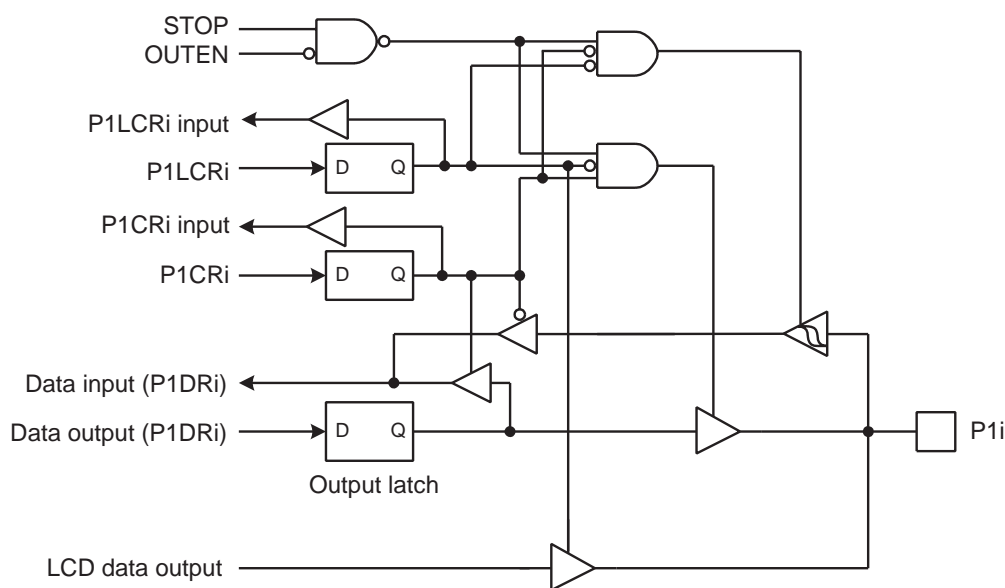 STOP
OUTEN
P1LCRi input
P1LCRi
D Q
P1CRi input
P1CRi
D Q
Data input (P1DRi)
Data output (P1DRi)
D Q
P1i
Output latch
LCD data output